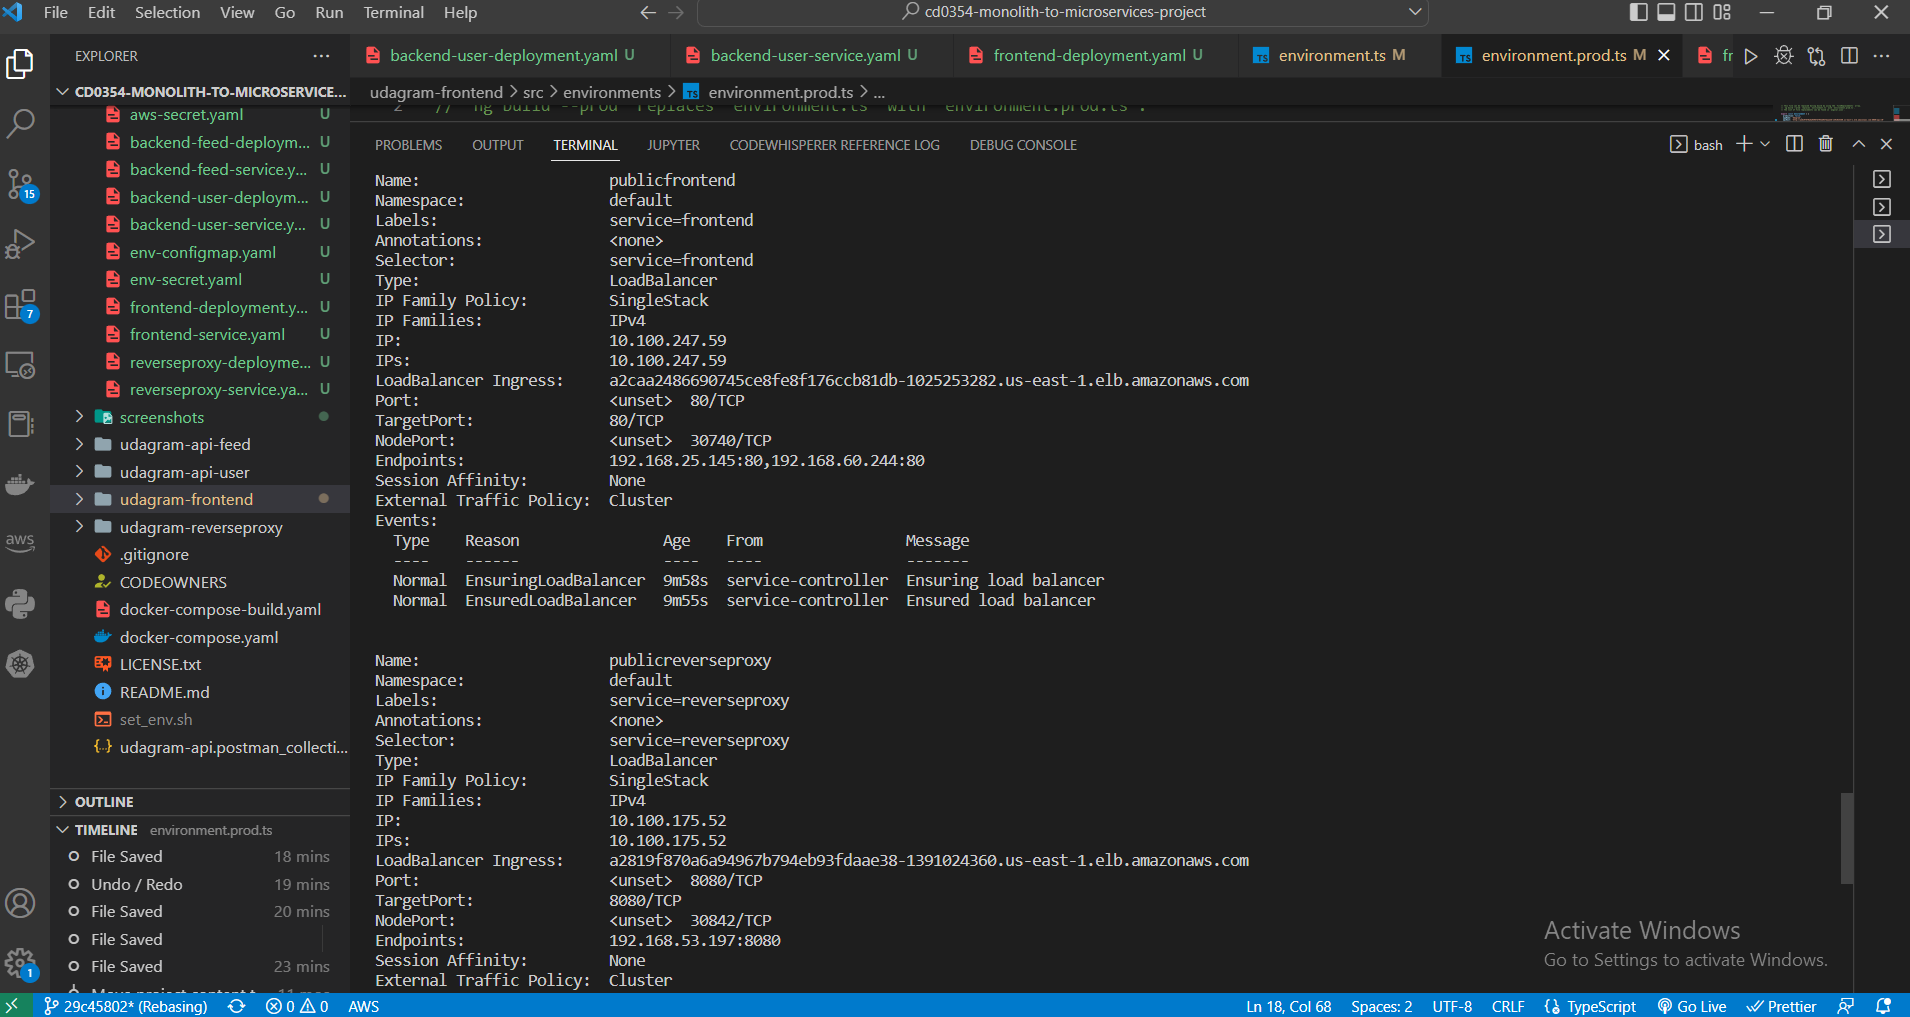 File Edit Selection View Go Run Terminal Help
cd0354-monolith-to-microservices-project
EXPLORER
backend-user-deployment.yaml U
backend-user-service.yaml U
frontend-deployment.yaml U
environment.ts M
environment.prod.ts M
fr
CD0354-MONOLITH-TO-MICROSERVICE...
udagram-frontend > src > environments > environment.prod.ts > ...
2 // `ng build --prod` replaces `environment.ts` with `environment.prod.ts`.
aws-secret.yaml U
backend-feed-deploym... U
backend-feed-service.y... U
backend-user-deploym... U
backend-user-service.y... U
env-configmap.yaml U
env-secret.yaml U
frontend-deployment.y... U
frontend-service.yaml U
reverseproxy-deployme... U
reverseproxy-service.ya... U
screenshots
udagram-api-feed
udagram-api-user
udagram-frontend
udagram-reverseproxy
.gitignore
CODEOWNERS
docker-compose-build.yaml
docker-compose.yaml
LICENSE.txt
README.md
set_env.sh
udagram-api.postman_collecti...
OUTLINE
TIMELINE environment.prod.ts
File Saved 18 mins
Undo / Redo 19 mins
File Saved 20 mins
File Saved
File Saved 23 mins
15
7
aws
1
PROBLEMS OUTPUT TERMINAL JUPYTER CODEWHISPERER REFERENCE LOG DEBUG CONSOLE
bash
Name: publicfrontend
Namespace: default
Labels: service=frontend
Annotations: <none>
Selector: service=frontend
Type: LoadBalancer
IP Family Policy: SingleStack
IP Families: IPv4
IP: 10.100.247.59
IPs: 10.100.247.59
LoadBalancer Ingress: a2caa2486690745ce8fe8f176ccb81db-1025253282.us-east-1.elb.amazonaws.com
Port: <unset> 80/TCP
TargetPort: 80/TCP
NodePort: <unset> 30740/TCP
Endpoints: 192.168.25.145:80,192.168.60.244:80
Session Affinity: None
External Traffic Policy: Cluster
Events:
Type Reason Age From Message
---- ------ ---- ---- -------
Normal EnsuringLoadBalancer 9m58s service-controller Ensuring load balancer
Normal EnsuredLoadBalancer 9m55s service-controller Ensured load balancer
Name: publicreverseproxy
Namespace: default
Labels: service=reverseproxy
Annotations: <none>
Selector: service=reverseproxy
Type: LoadBalancer
IP Family Policy: SingleStack
IP Families: IPv4
IP: 10.100.175.52
IPs: 10.100.175.52
LoadBalancer Ingress: a2819f870a6a94967b794eb93fdaae38-1391024360.us-east-1.elb.amazonaws.com
Port: <unset> 8080/TCP
TargetPort: 8080/TCP
NodePort: <unset> 30842/TCP
Endpoints: 192.168.53.197:8080
Session Affinity: None
External Traffic Policy: Cluster
Activate Windows
Go to Settings to activate Windows.
29c45802* (Rebasing) 0 0 AWS
Ln 18, Col 68 Spaces: 2 UTF-8 CRLF TypeScript Go Live Prettier